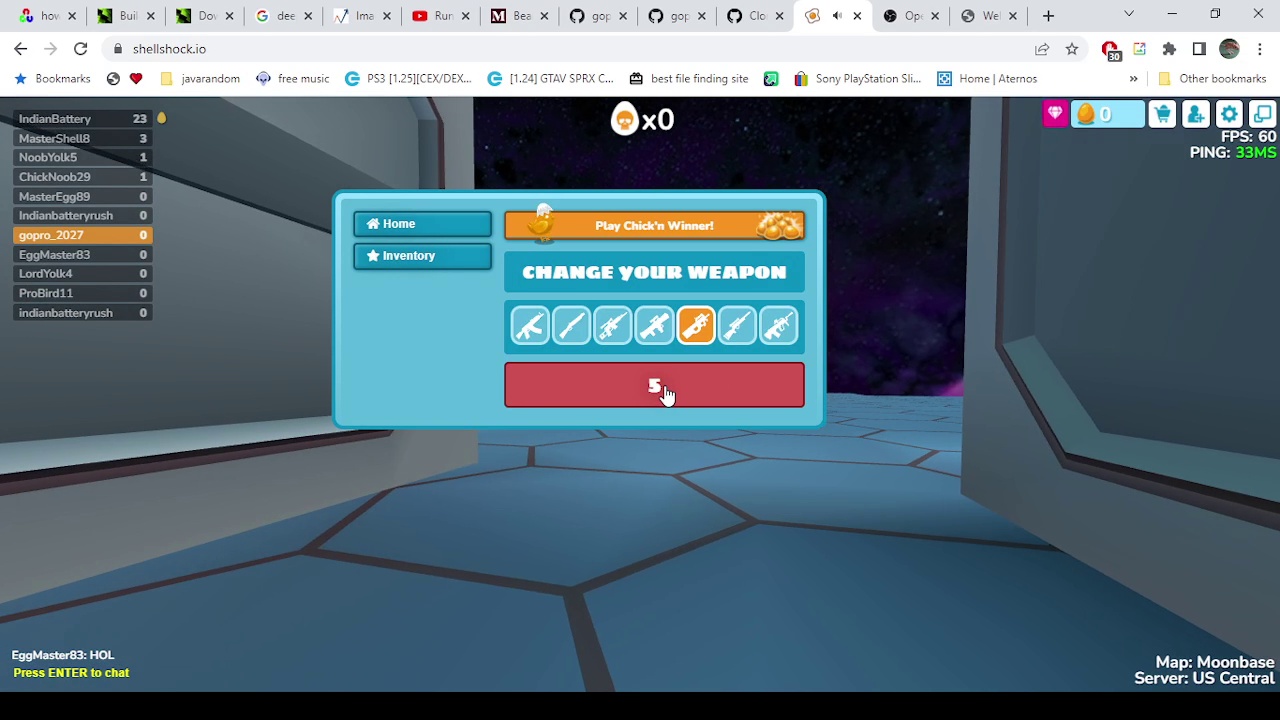 how
Buil
Dov
dee
Ima
Run
Bea
gop
gop
Clo
Ope
Wel
shellshock.io
30
Bookmarks
javarandom
free music
PS3 [1.25][CEX/DEX...
[1.24] GTAV SPRX C...
best file finding site
Sony PlayStation Sli...
Home | Aternos
»
Other bookmarks
IndianBattery 23
MasterShell8 3
NoobYolk5 1
ChickNoob29 1
MasterEgg89 0
Indianbatteryrush 0
gopro_2027 0
EggMaster83 0
LordYolk4 0
ProBird11 0
indianbatteryrush 0
x0
0
FPS: 60
PING: 33MS
Home
Inventory
Play Chick'n Winner!
CHANGE YOUR WEAPON
5
EggMaster83: HOL
Press ENTER to chat
Map: Moonbase
Server: US Central